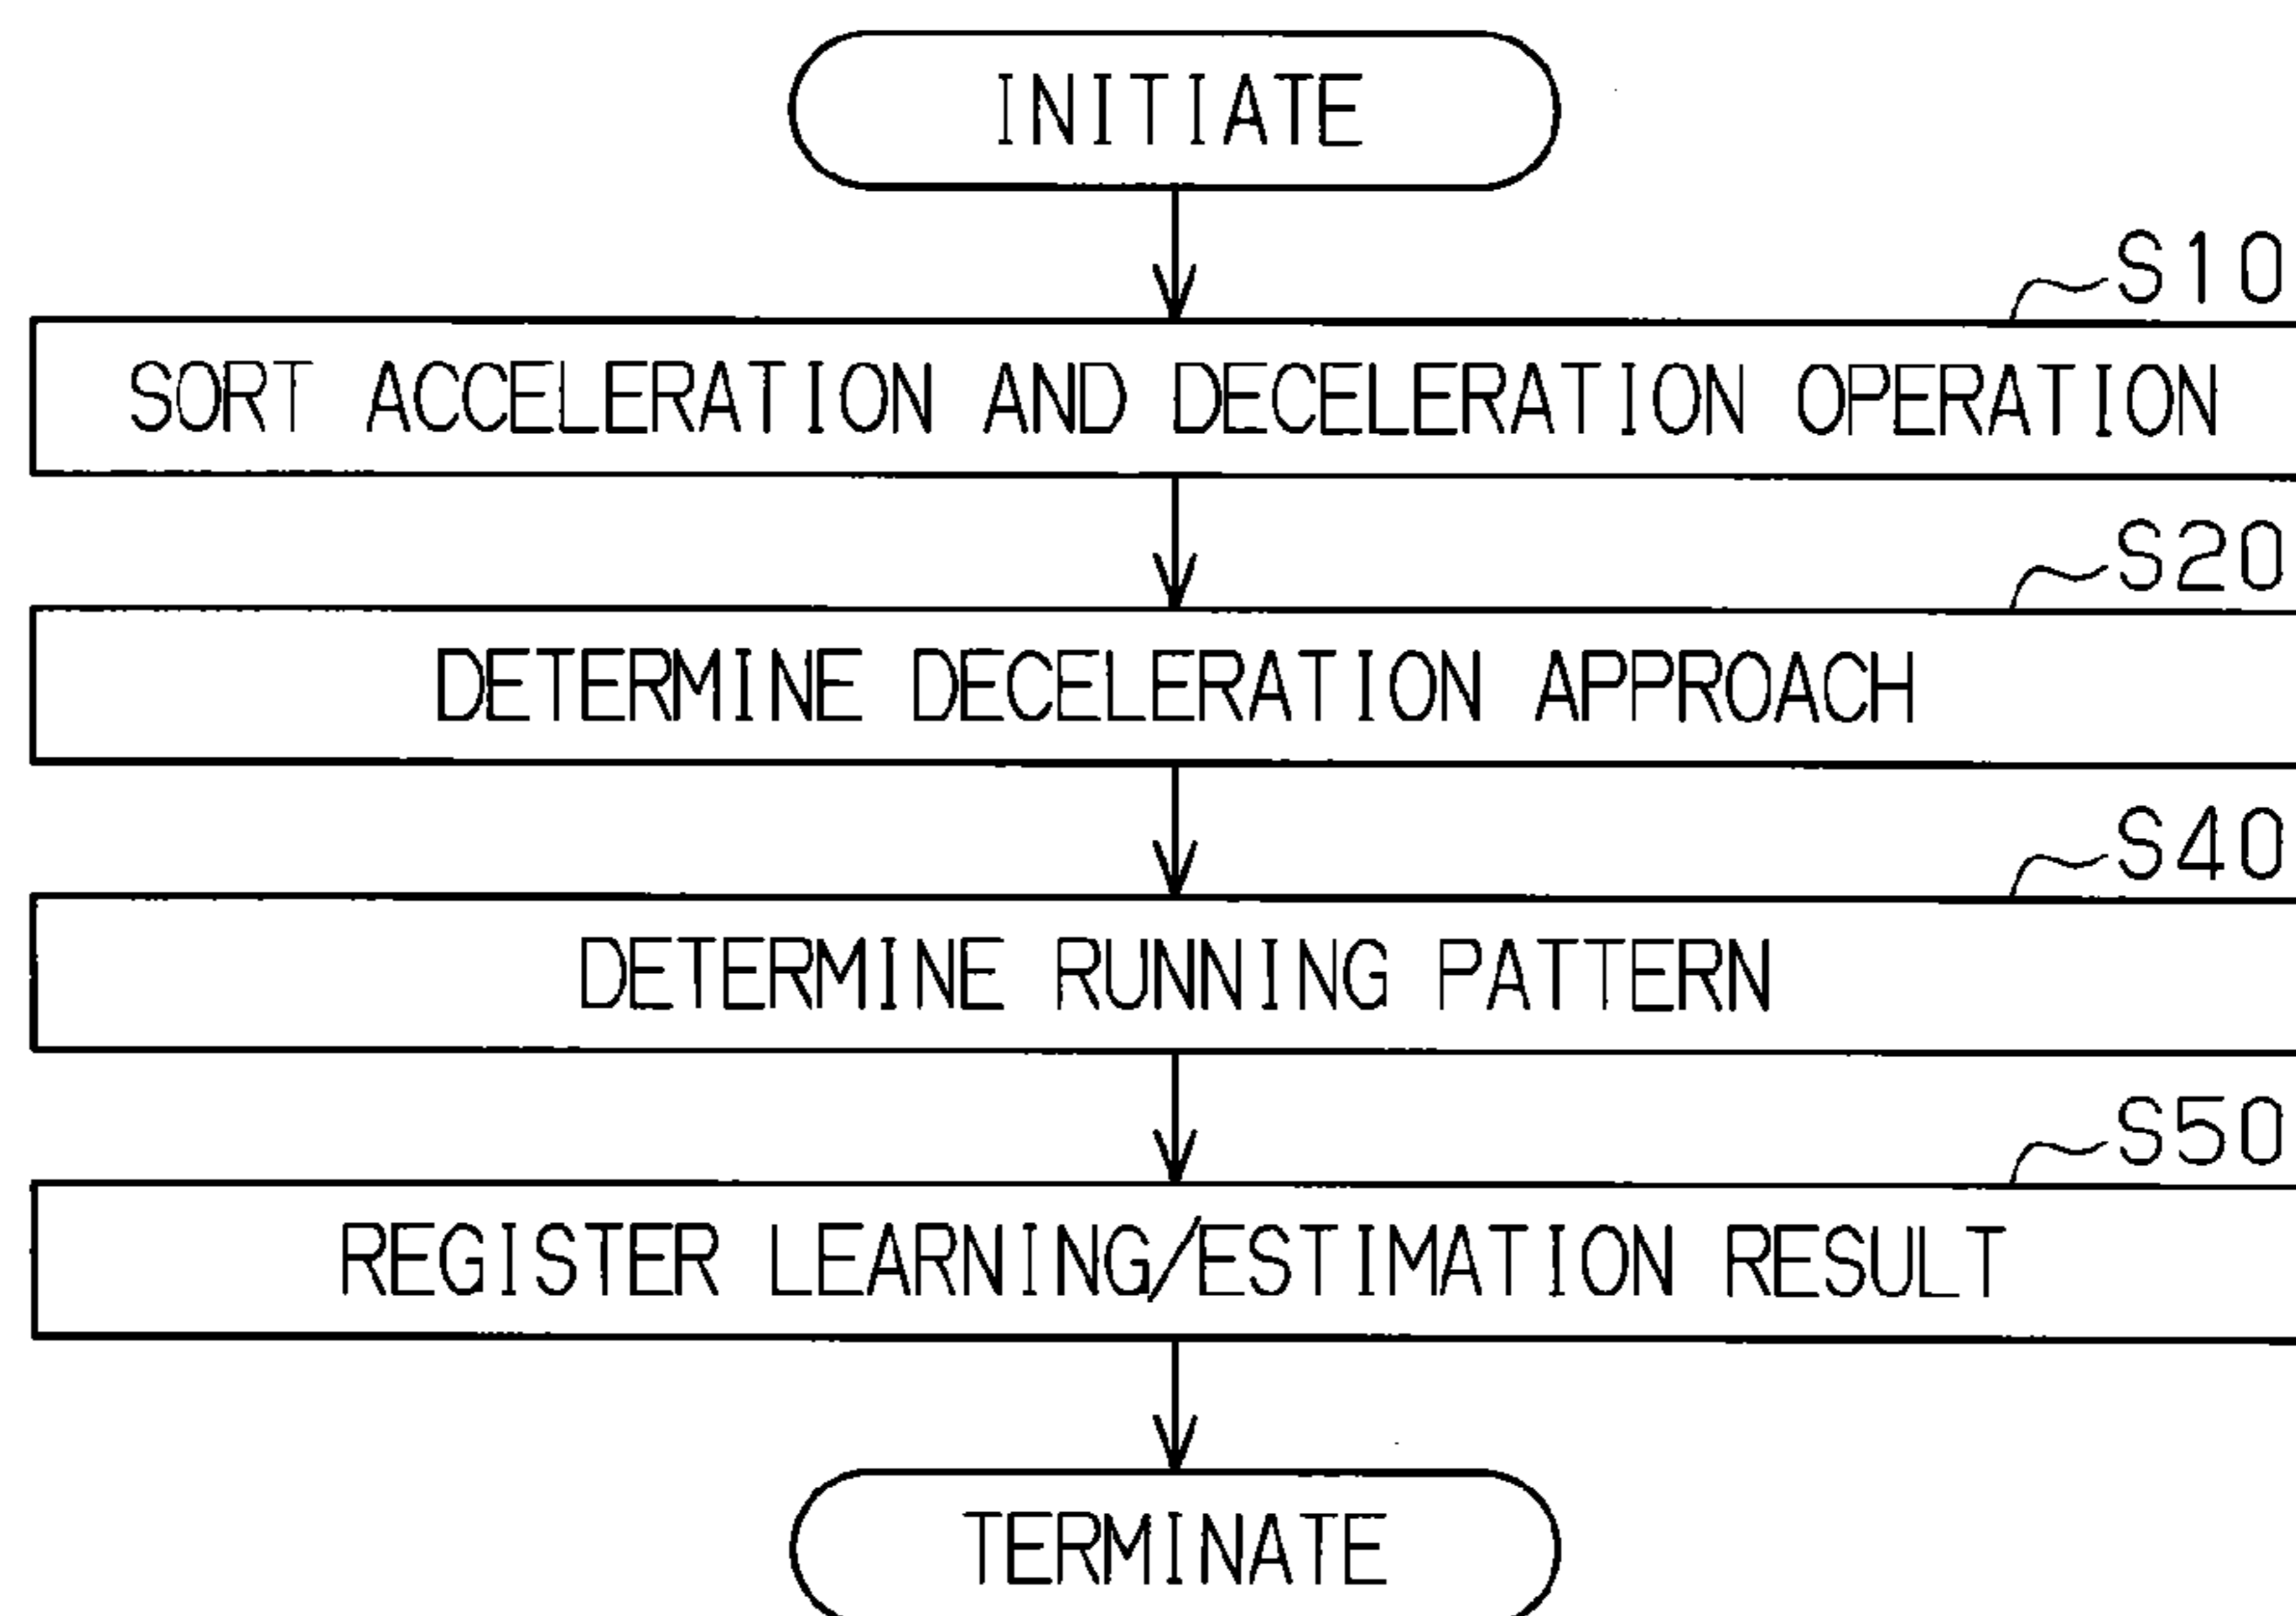 INITIATE
S10
SORT ACCELERATION AND DECELERATION OPERATION
S20
DETERMINE DECELERATION APPROACH
S40
DETERMINE RUNNING PATTERN
S50
REGISTER LEARNING/ESTIMATION RESULT
TERMINATE